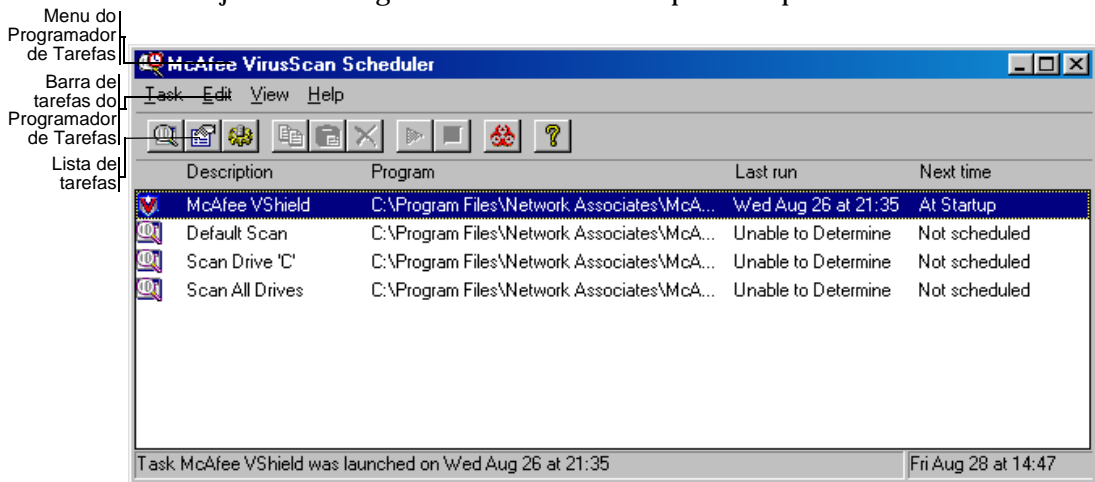 Menu do
Programador
de Tarefas
Barra de
tarefas do
Programador
de Tarefas
Lista de
tarefas
McAfee VirusScan Scheduler
Task Edit View Help
Description Program Last run Next time
McAfee VShield C:\Program Files\Network Associates\McA... Wed Aug 26 at 21:35 At Startup
Default Scan C:\Program Files\Network Associates\McA... Unable to Determine Not scheduled
Scan Drive 'C' C:\Program Files\Network Associates\McA... Unable to Determine Not scheduled
Scan All Drives C:\Program Files\Network Associates\McA... Unable to Determine Not scheduled
Task McAfee VShield was launched on Wed Aug 26 at 21:35 Fri Aug 28 at 14:47